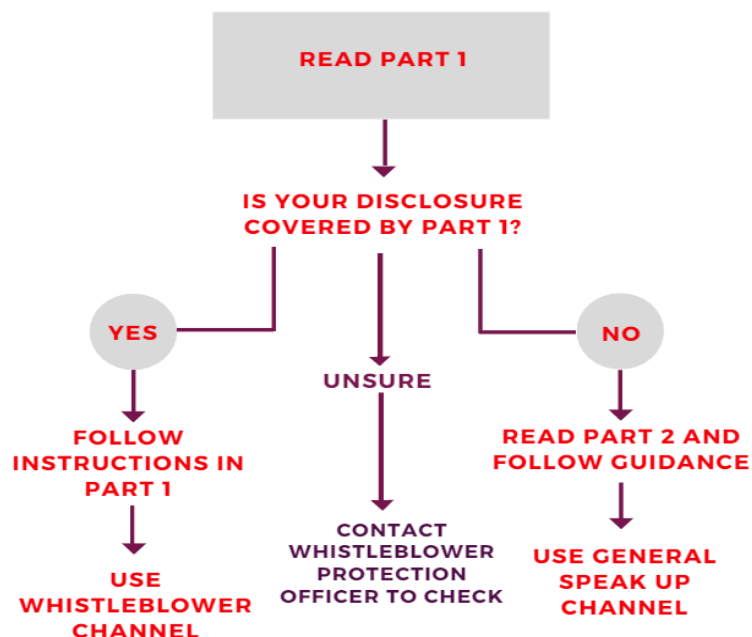 READ PART 1
IS YOUR DISCLOSURE
COVERED BY PART 1?
YES
NO
UNSURE
FOLLOW
INSTRUCTIONS IN
PART 1
READ PART 2 AND
FOLLOW GUIDANCE
CONTACT
WHISTLEBLOWER
PROTECTION
OFFICER TO CHECK
USE
WHISTLEBLOWER
CHANNEL
USE GENERAL
SPEAK UP
CHANNEL